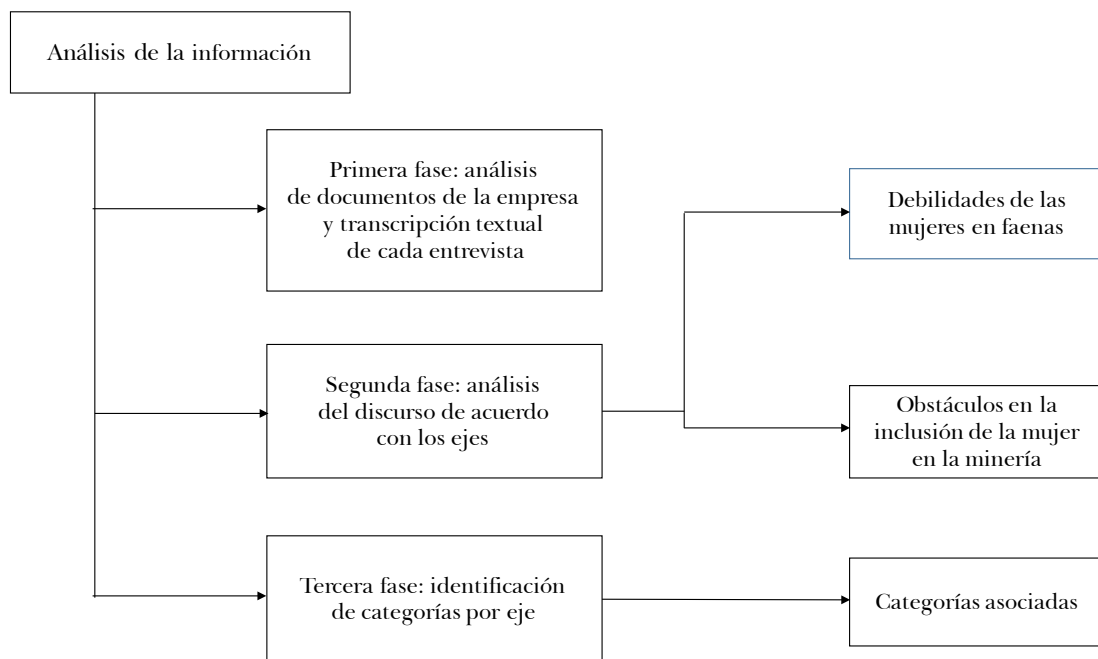 Análisis de la información
Primera fase: análisis
de documentos de la empresa
y transcripción textual
de cada entrevista
Debilidades de las
mujeres en faenas
Segunda fase: análisis
del discurso de acuerdo
con los ejes
Obstáculos en la
inclusión de la mujer
en la minería
Tercera fase: identificación
de categorías por eje
Categorías asociadas